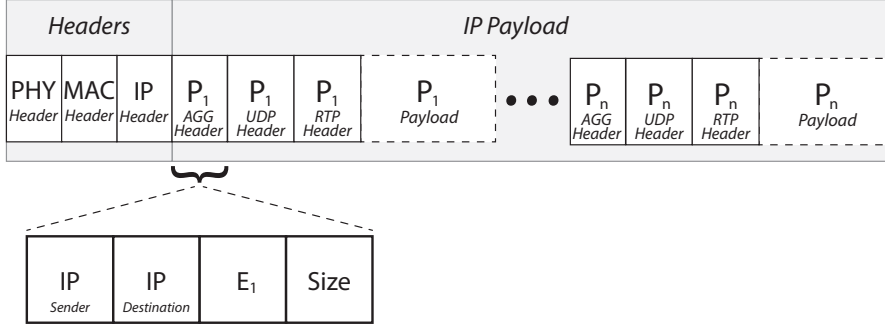 Headers IP Payload
PHY MAC IP P1 P1 P1 P1 ••• Pn Pn Pn Pn
Header Header Header AGG UDP RTP Payload AGG UDP RTP Payload
Header Header Header Header Header Header
IP IP E1 Size
Sender Destination